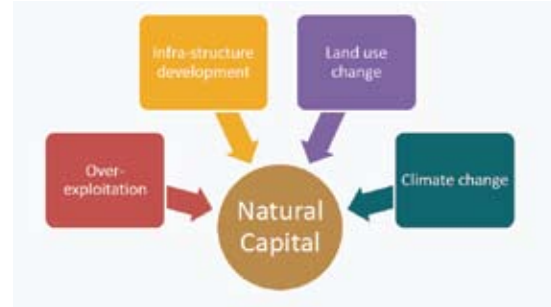 Infra-structure
development
Land use
change
Over-
exploitation
Climate change
Natural
Capital